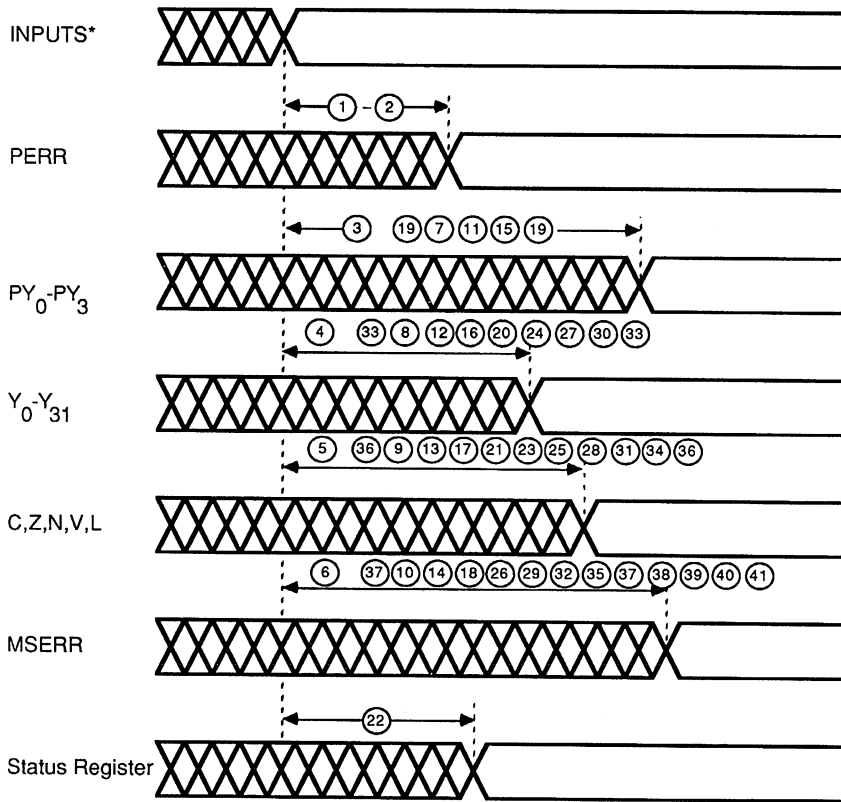 INPUTS*
1 – 2
PERR
3 19 7 11 15 19
PY0-PY3
4 33 8 12 16 20 24 27 30 33
Y0-Y31
5 36 9 13 17 21 23 25 28 31 34 36
C,Z,N,V,L
6 37 10 14 18 26 29 32 35 37 38 39 40 41
MSERR
22
Status Register